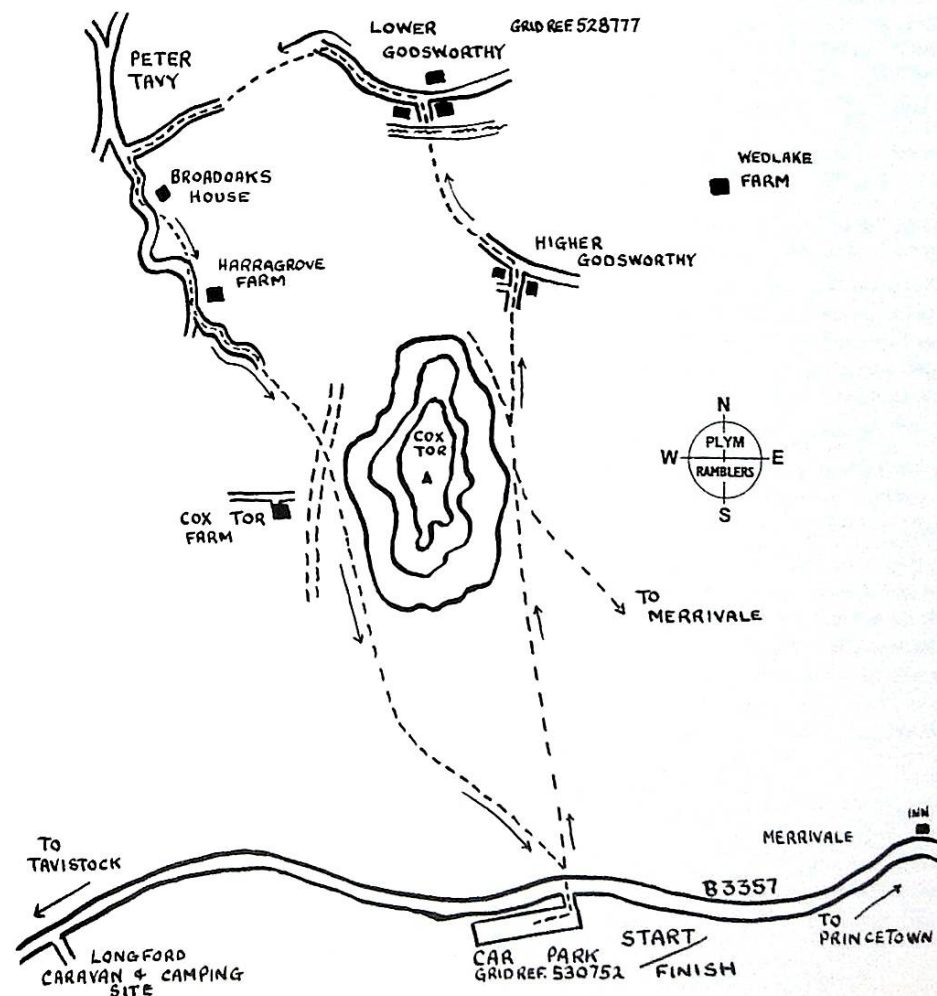 LOWER
GODSWORTHY
GRID REF 528777
PETER
TAVY
BROADOAKS
HOUSE
WEDLAKE
FARM
HARRAGROVE
FARM
HIGHER
GODSWORTHY
COX
TOR
A
N
W
PLYM
RAMBLERS
E
S
COX TOR
FARM
TO
MERRIVALE
INN
MERRIVALE
TO
TAVISTOCK
B3357
TO
PRINCETOWN
LONGFORD
CARAVAN & CAMPING
SITE
CAR PARK
GRID REF. 530752
START
FINISH